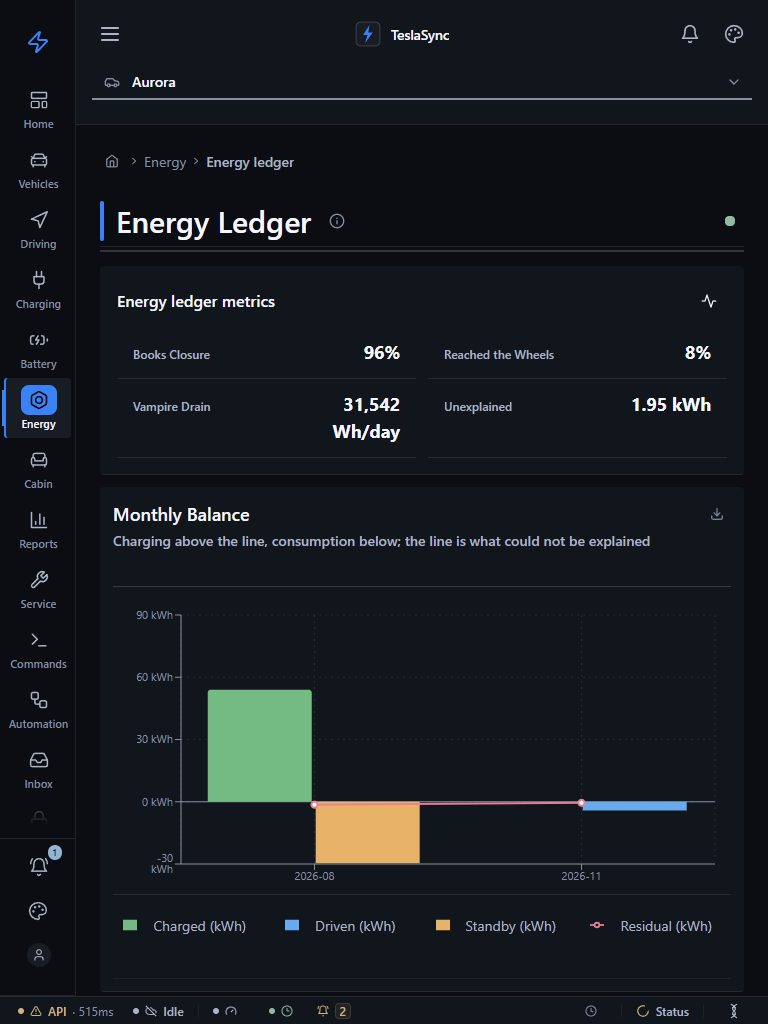 TeslaSync
Aurora
Home
Vehicles
Driving
Charging
Battery
Energy
Cabin
Reports
Service
Commands
Automation
Inbox
1
Energy
Energy ledger
Energy Ledger
Energy ledger metrics
Books Closure
96%
Reached the Wheels
8%
Vampire Drain
31,542
Wh/day
Unexplained
1.95 kWh
Monthly Balance
Charging above the line, consumption below; the line is what could not be explained
90 kWh
60 kWh
30 kWh
0 kWh
-30
kWh
2026-08
2026-11
Charged (kWh)
Driven (kWh)
Standby (kWh)
Residual (kWh)
API · 515ms
Idle
2
Status